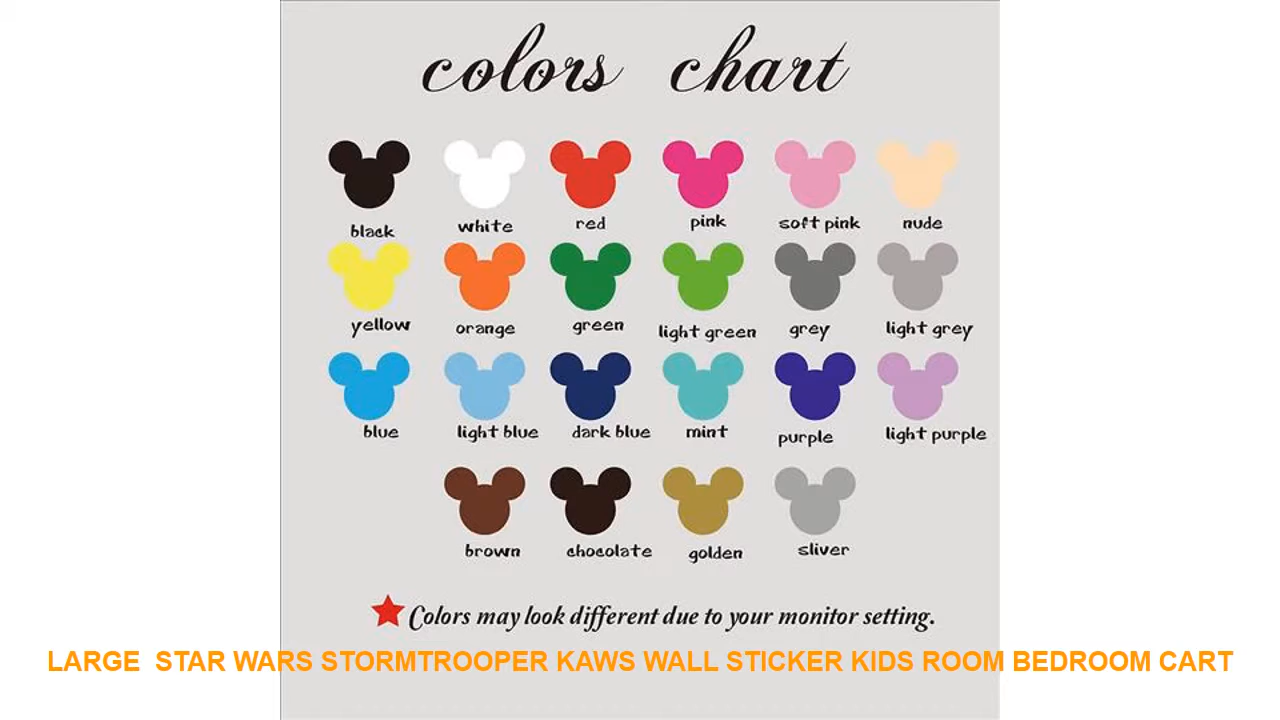 colors chart
black white red pink soft pink nude
yellow orange green light green grey light grey
blue light blue dark blue mint purple light purple
brown chocolate golden sliver
Colors may look different due to your monitor setting.
LARGE STAR WARS STORMTROOPER KAWS WALL STICKER KIDS ROOM BEDROOM CART